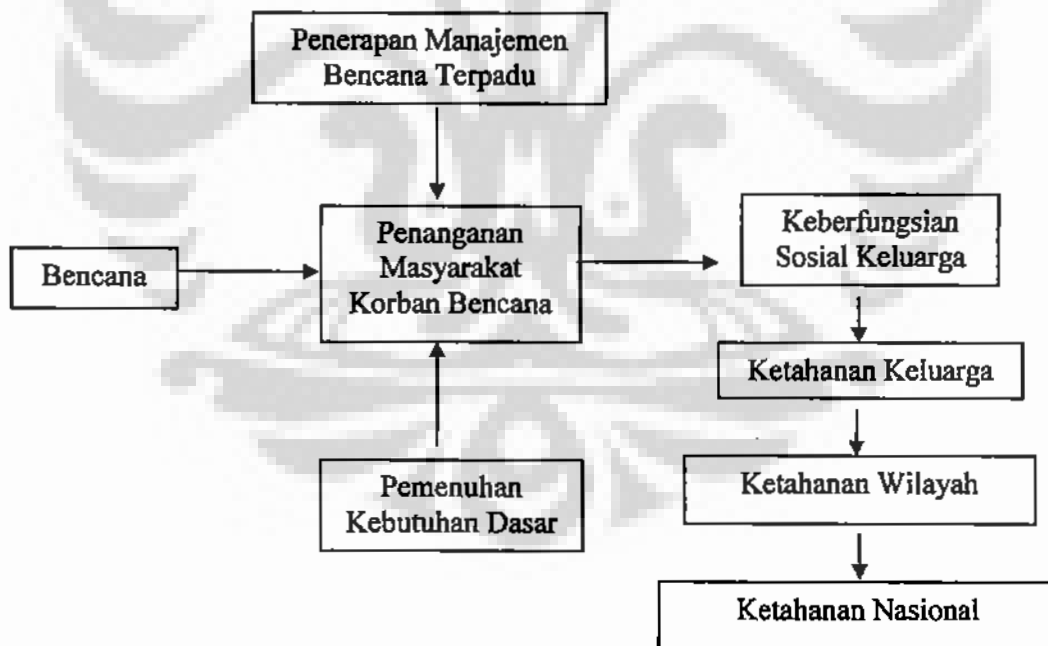 Penerapan Manajemen
Bencana Terpadu
Bencana
Penanganan
Masyarakat
Korban Bencana
Pemenuhan
Kebutuhan Dasar
Keberfungsian
Sosial Keluarga
Ketahanan Keluarga
Ketahanan Wilayah
Ketahanan Nasional